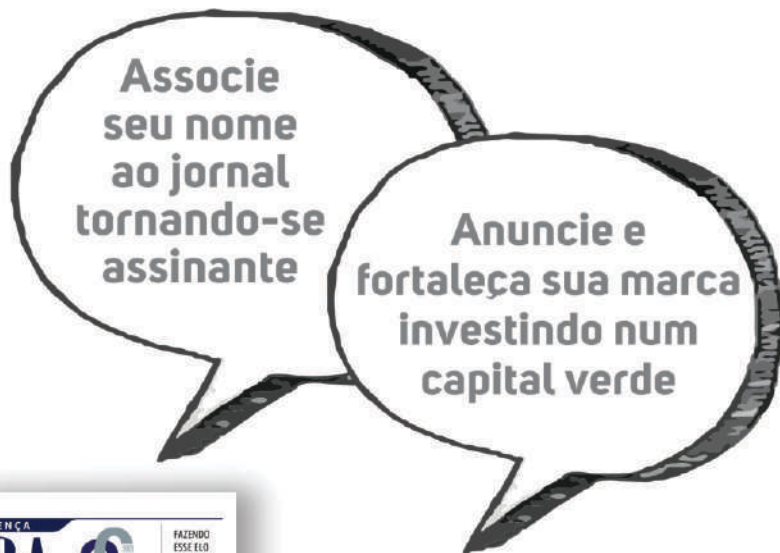 Associe
seu nome
ao jornal
tornando-se
assinante
Anuncie e
fortaleça sua marca
investindo num
capital verde
FAZENDO
ESSE ELO